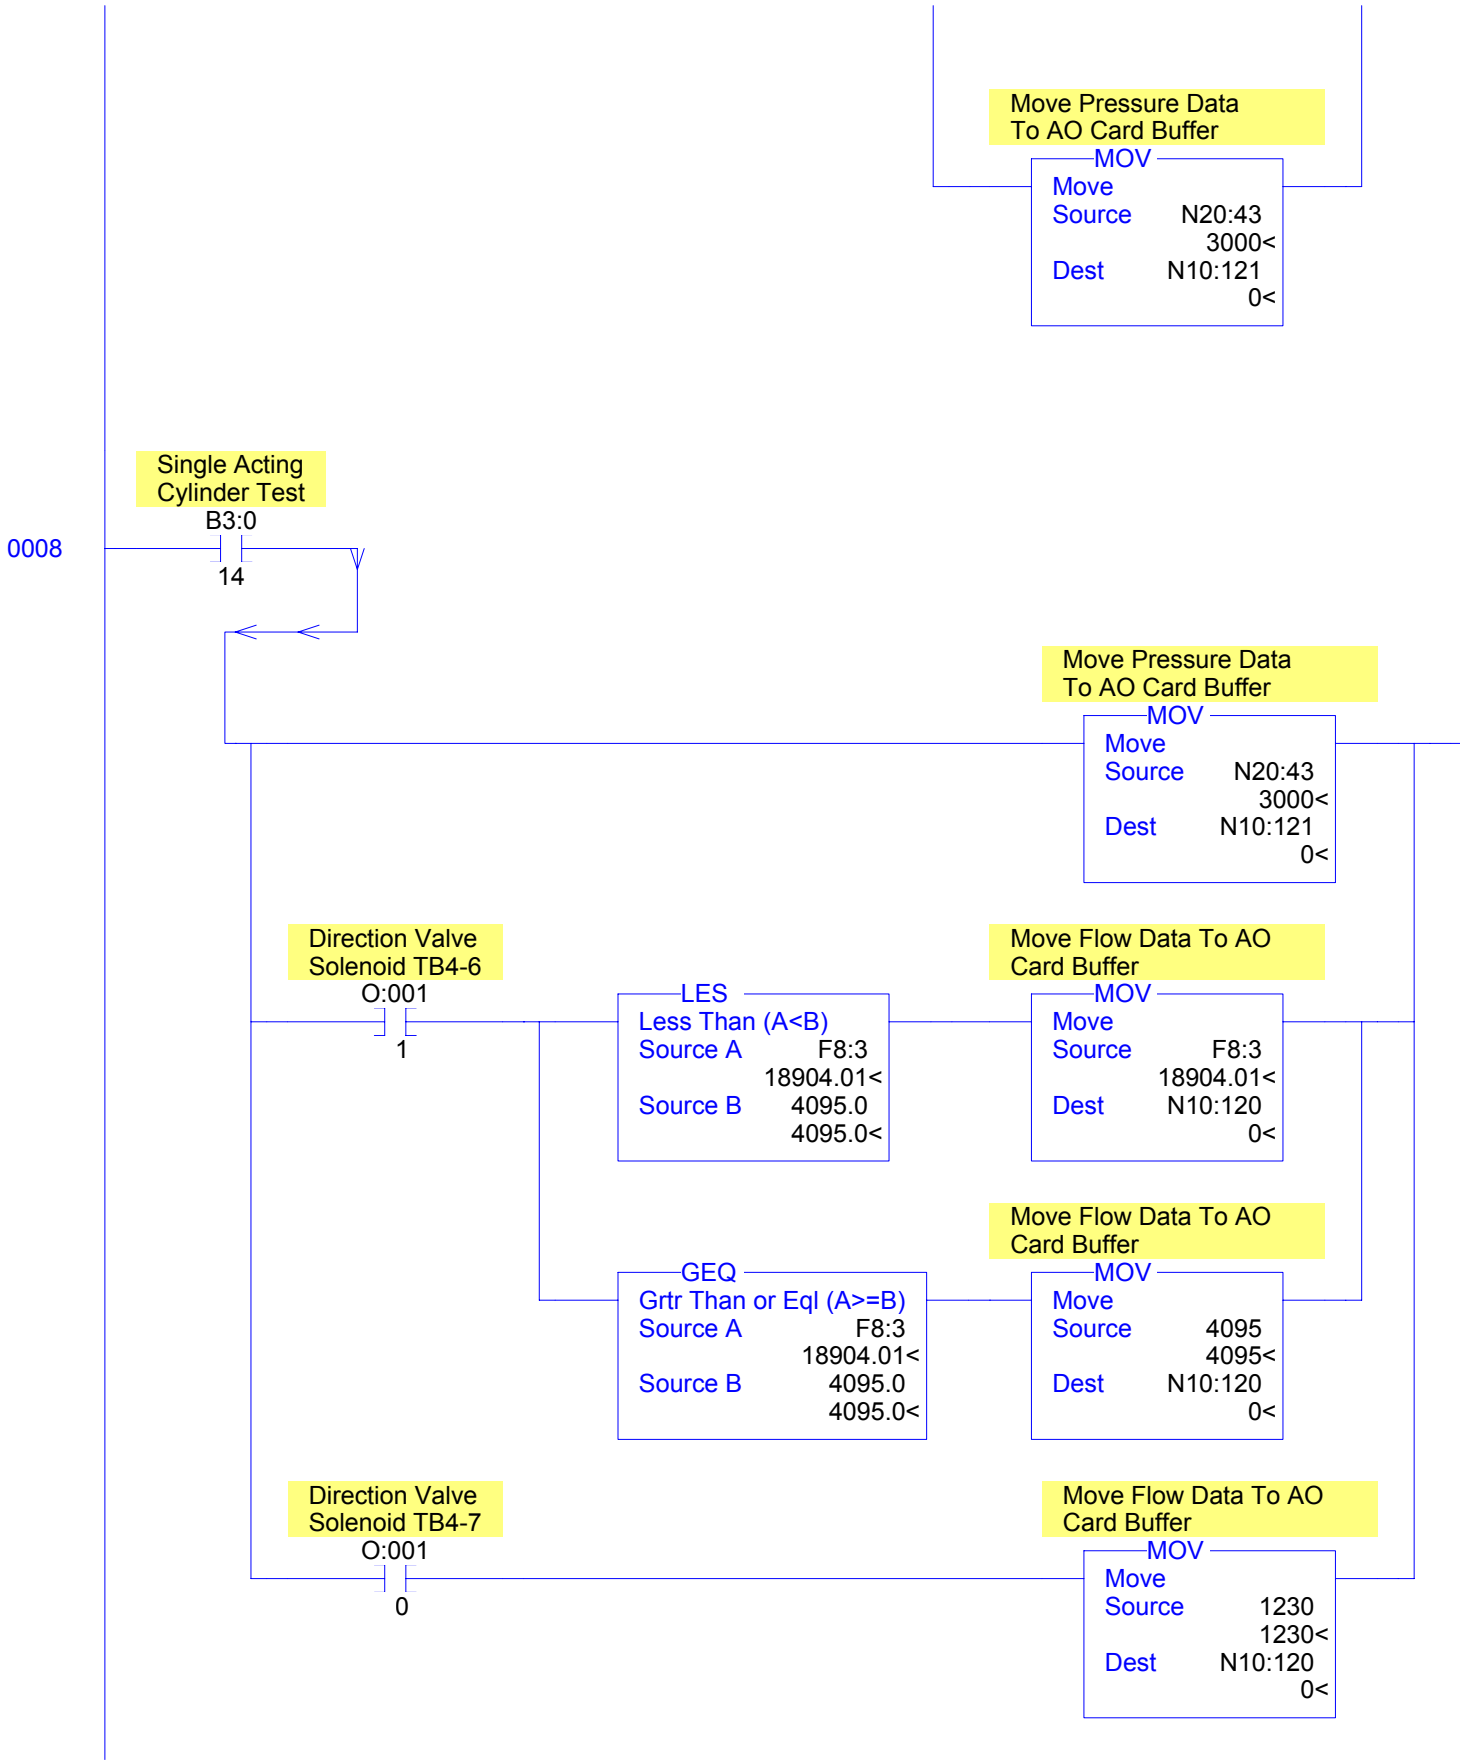 Move Pressure Data
To AO Card Buffer
MOV
Move
Source N20:43
3000<
Dest N10:121
0<
Single Acting
Cylinder Test
B3:0
0008
14
Move Pressure Data
To AO Card Buffer
MOV
Move
Source N20:43
3000<
Dest N10:121
0<
Direction Valve
Solenoid TB4-6
O:001
1
LES
Less Than (A<B)
Source A F8:3
18904.01<
Source B 4095.0
4095.0<
Move Flow Data To AO
Card Buffer
MOV
Move
Source F8:3
18904.01<
Dest N10:120
0<
GEQ
Grtr Than or Eql (A>=B)
Source A F8:3
18904.01<
Source B 4095.0
4095.0<
Move Flow Data To AO
Card Buffer
MOV
Move
Source 4095
4095<
Dest N10:120
0<
Direction Valve
Solenoid TB4-7
O:001
0
Move Flow Data To AO
Card Buffer
MOV
Move
Source 1230
1230<
Dest N10:120
0<